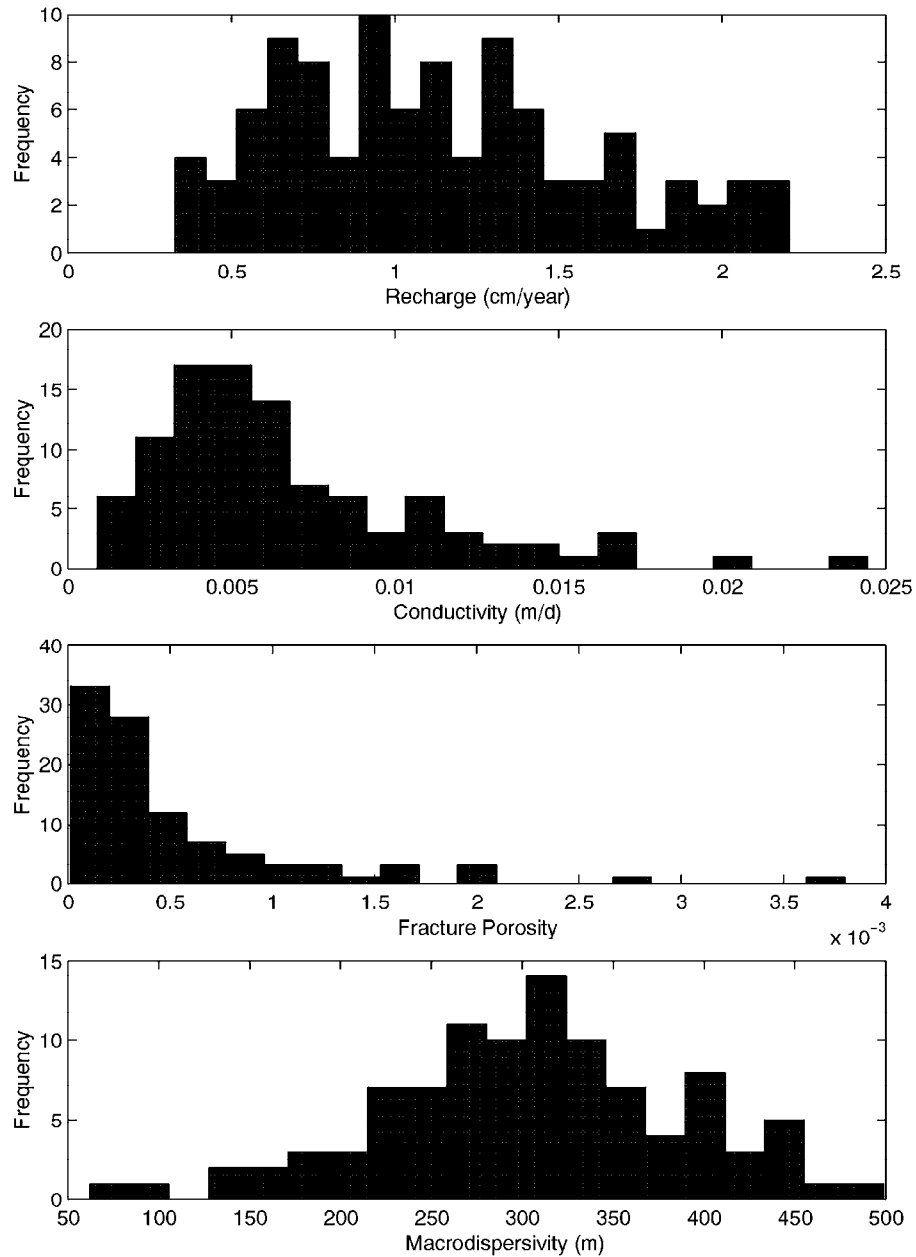 10
8
6
4
2
0
Frequency
0 0.5 1 1.5 2 2.5
Recharge (cm/year)
20
15
10
5
0
Frequency
0 0.005 0.01 0.015 0.02 0.025
Conductivity (m/d)
40
30
20
10
0
Frequency
0 0.5 1 1.5 2 2.5 3 3.5 4
Fracture Porosity
x 10⁻³
15
10
5
0
Frequency
50 100 150 200 250 300 350 400 450 500
Macrodispersivity (m)